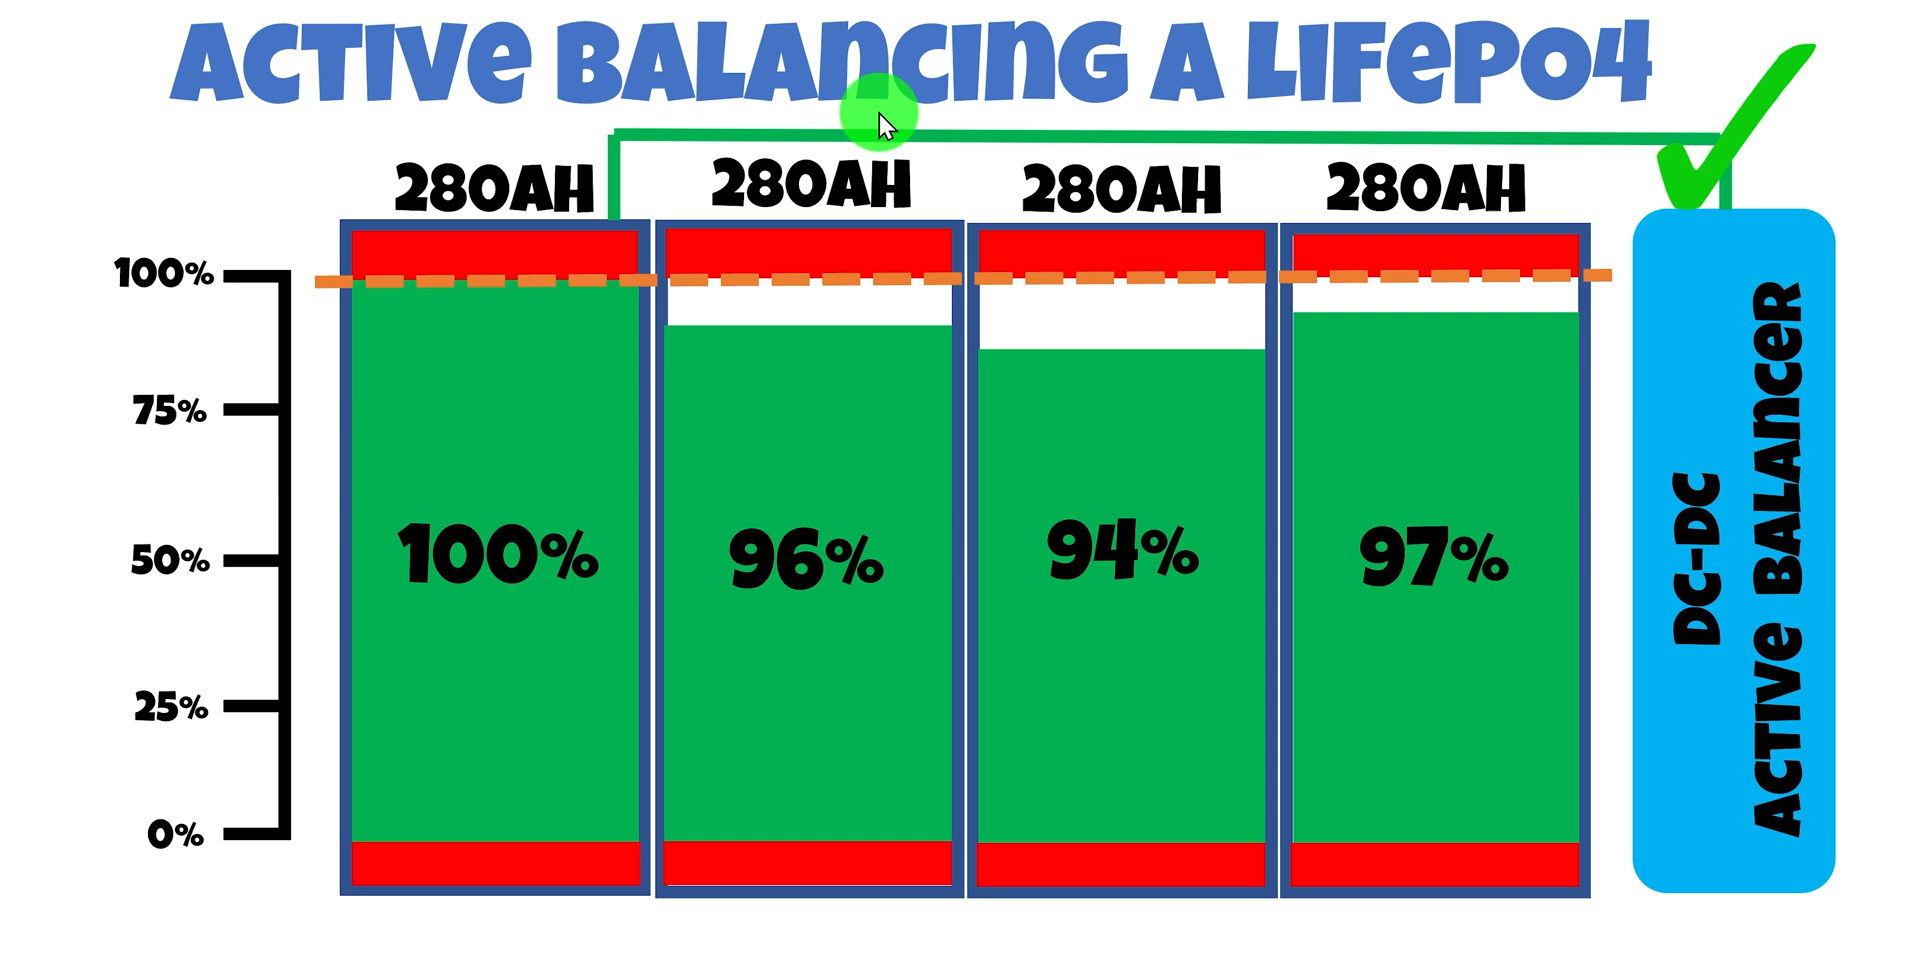 ACTIVE BALANCING A LIFEPO4
280AH
280AH
280AH
280AH
100%
75%
50%
25%
0%
100%
96%
94%
97%
DC-DC
ACTIVE BALANCER